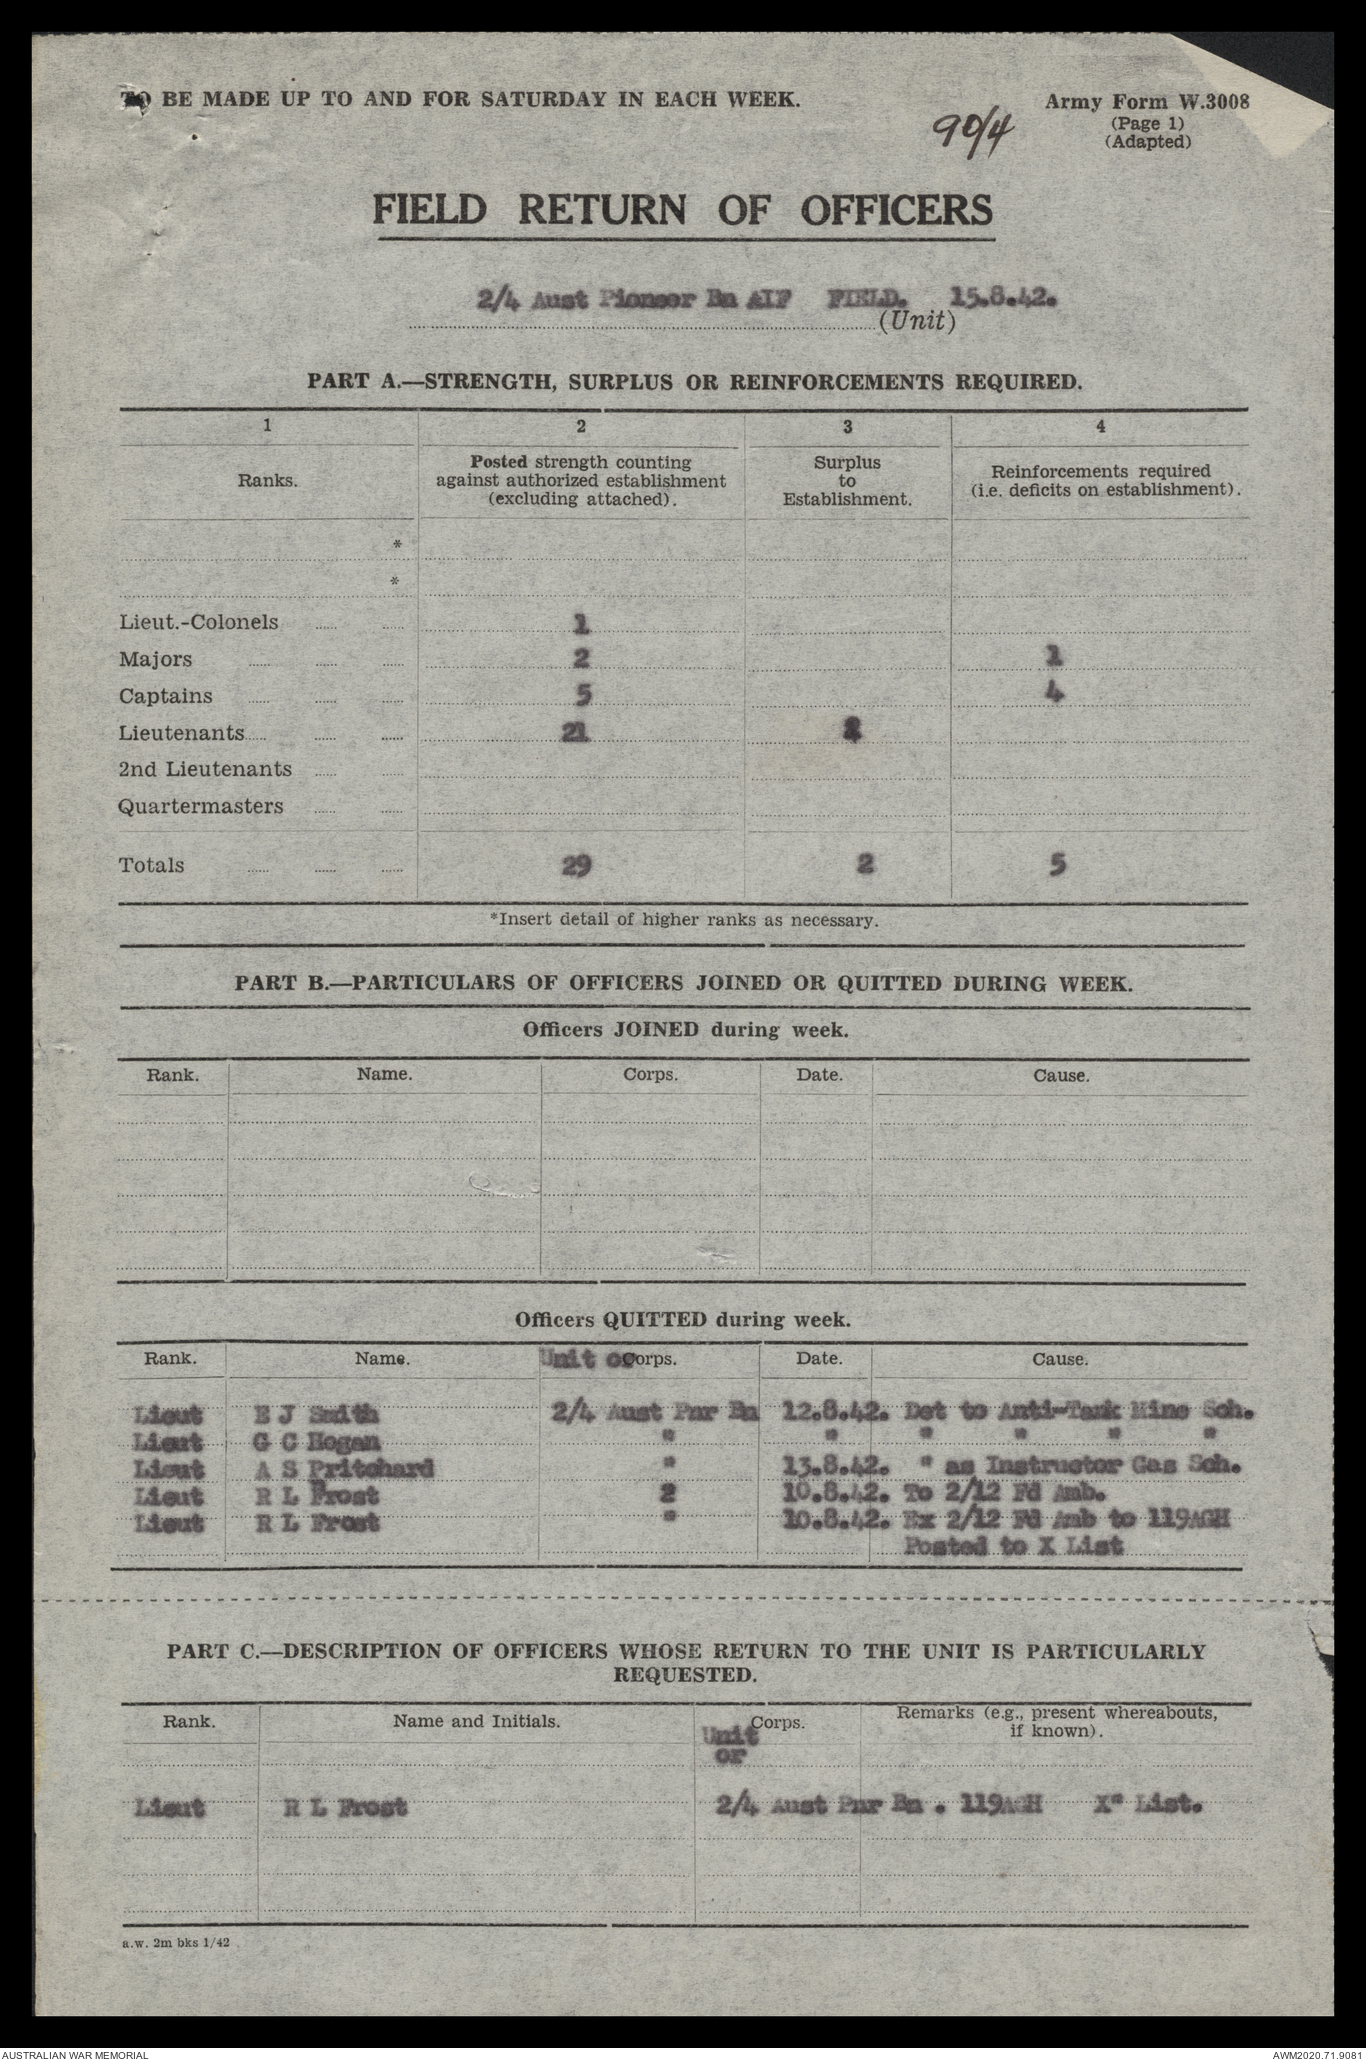 TO BE MADE UP TO AND FOR SATURDAY IN EACH WEEK.
Army Form W.3008
(Page 1)
(Adapted)
90/4
FIELD RETURN OF OFFICERS
2/4 Aust Pioneer Bn AIF FIELD. 15.8.42.
(Unit)
PART A.—STRENGTH, SURPLUS OR REINFORCEMENTS REQUIRED.
1 2 3 4
Ranks. Posted strength counting against authorized establishment (excluding attached). Surplus to Establishment. Reinforcements required (i.e. deficits on establishment).
*
*
Lieut.-Colonels 1
Majors 2 1
Captains 5 4
Lieutenants 21
2nd Lieutenants
Quartermasters
Totals 29 2 5
*Insert detail of higher ranks as necessary.
PART B.—PARTICULARS OF OFFICERS JOINED OR QUITTED DURING WEEK.
Officers JOINED during week.
Rank. Name. Corps. Date. Cause.
Officers QUITTED during week.
Rank. Name. Unit or Corps. Date. Cause.
Lieut E J Smith 2/4 Aust Pnr Bn 12.8.42. Det to Anti-Tank Mine Sch.
Lieut G C Hogan " " " " " "
Lieut A S Pritchard " 13.8.42. " as Instructor Gas Sch.
Lieut R L Frost 2 10.8.42. To 2/12 Fd Amb.
Lieut R L Frost " 10.8.42. Ex 2/12 Fd Amb to 119AGH
Posted to X List
PART C.—DESCRIPTION OF OFFICERS WHOSE RETURN TO THE UNIT IS PARTICULARLY
REQUESTED.
Rank. Name and Initials. Unit or Corps. Remarks (e.g., present whereabouts, if known).
Lieut R L Frost 2/4 Aust Pnr Bn . 119AGH X" List.
a.w. 2m bks 1/42
AUSTRALIAN WAR MEMORIAL
AWM2020.71.9081